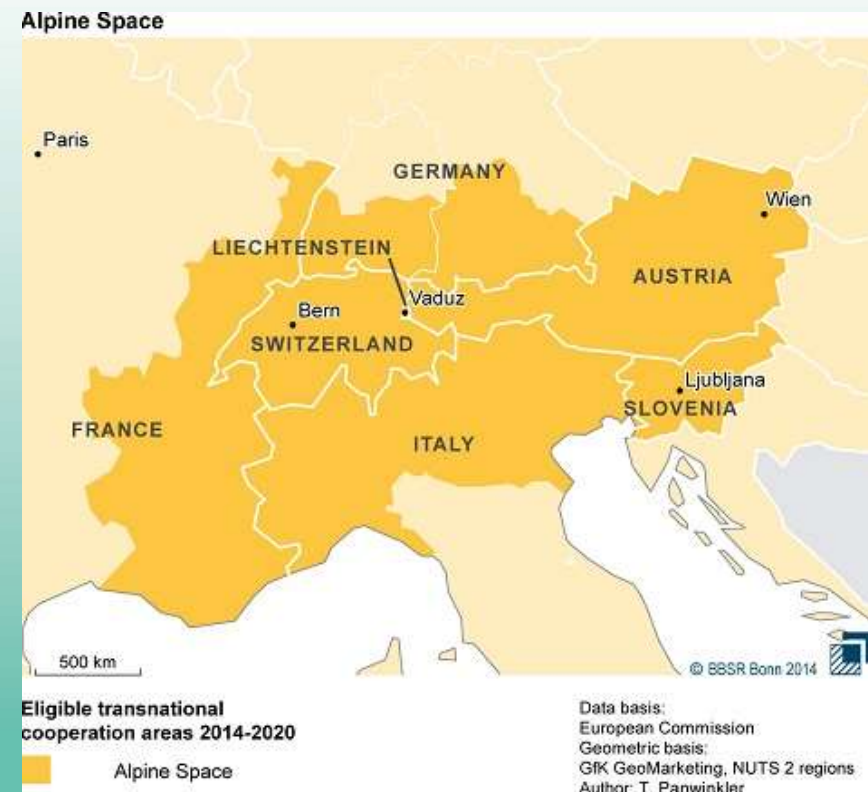 Alpine Space
Paris
GERMANY
Wien
LIECHTENSTEIN
AUSTRIA
Vaduz
Bern
SWITZERLAND
Ljubljana
SLOVENIA
FRANCE
ITALY
500 km
© BBSR Bonn 2014
Eligible transnational
cooperation areas 2014-2020
Alpine Space
Data basis:
European Commission
Geometric basis:
GfK GeoMarketing, NUTS 2 regions
Author: T. Panwinkler